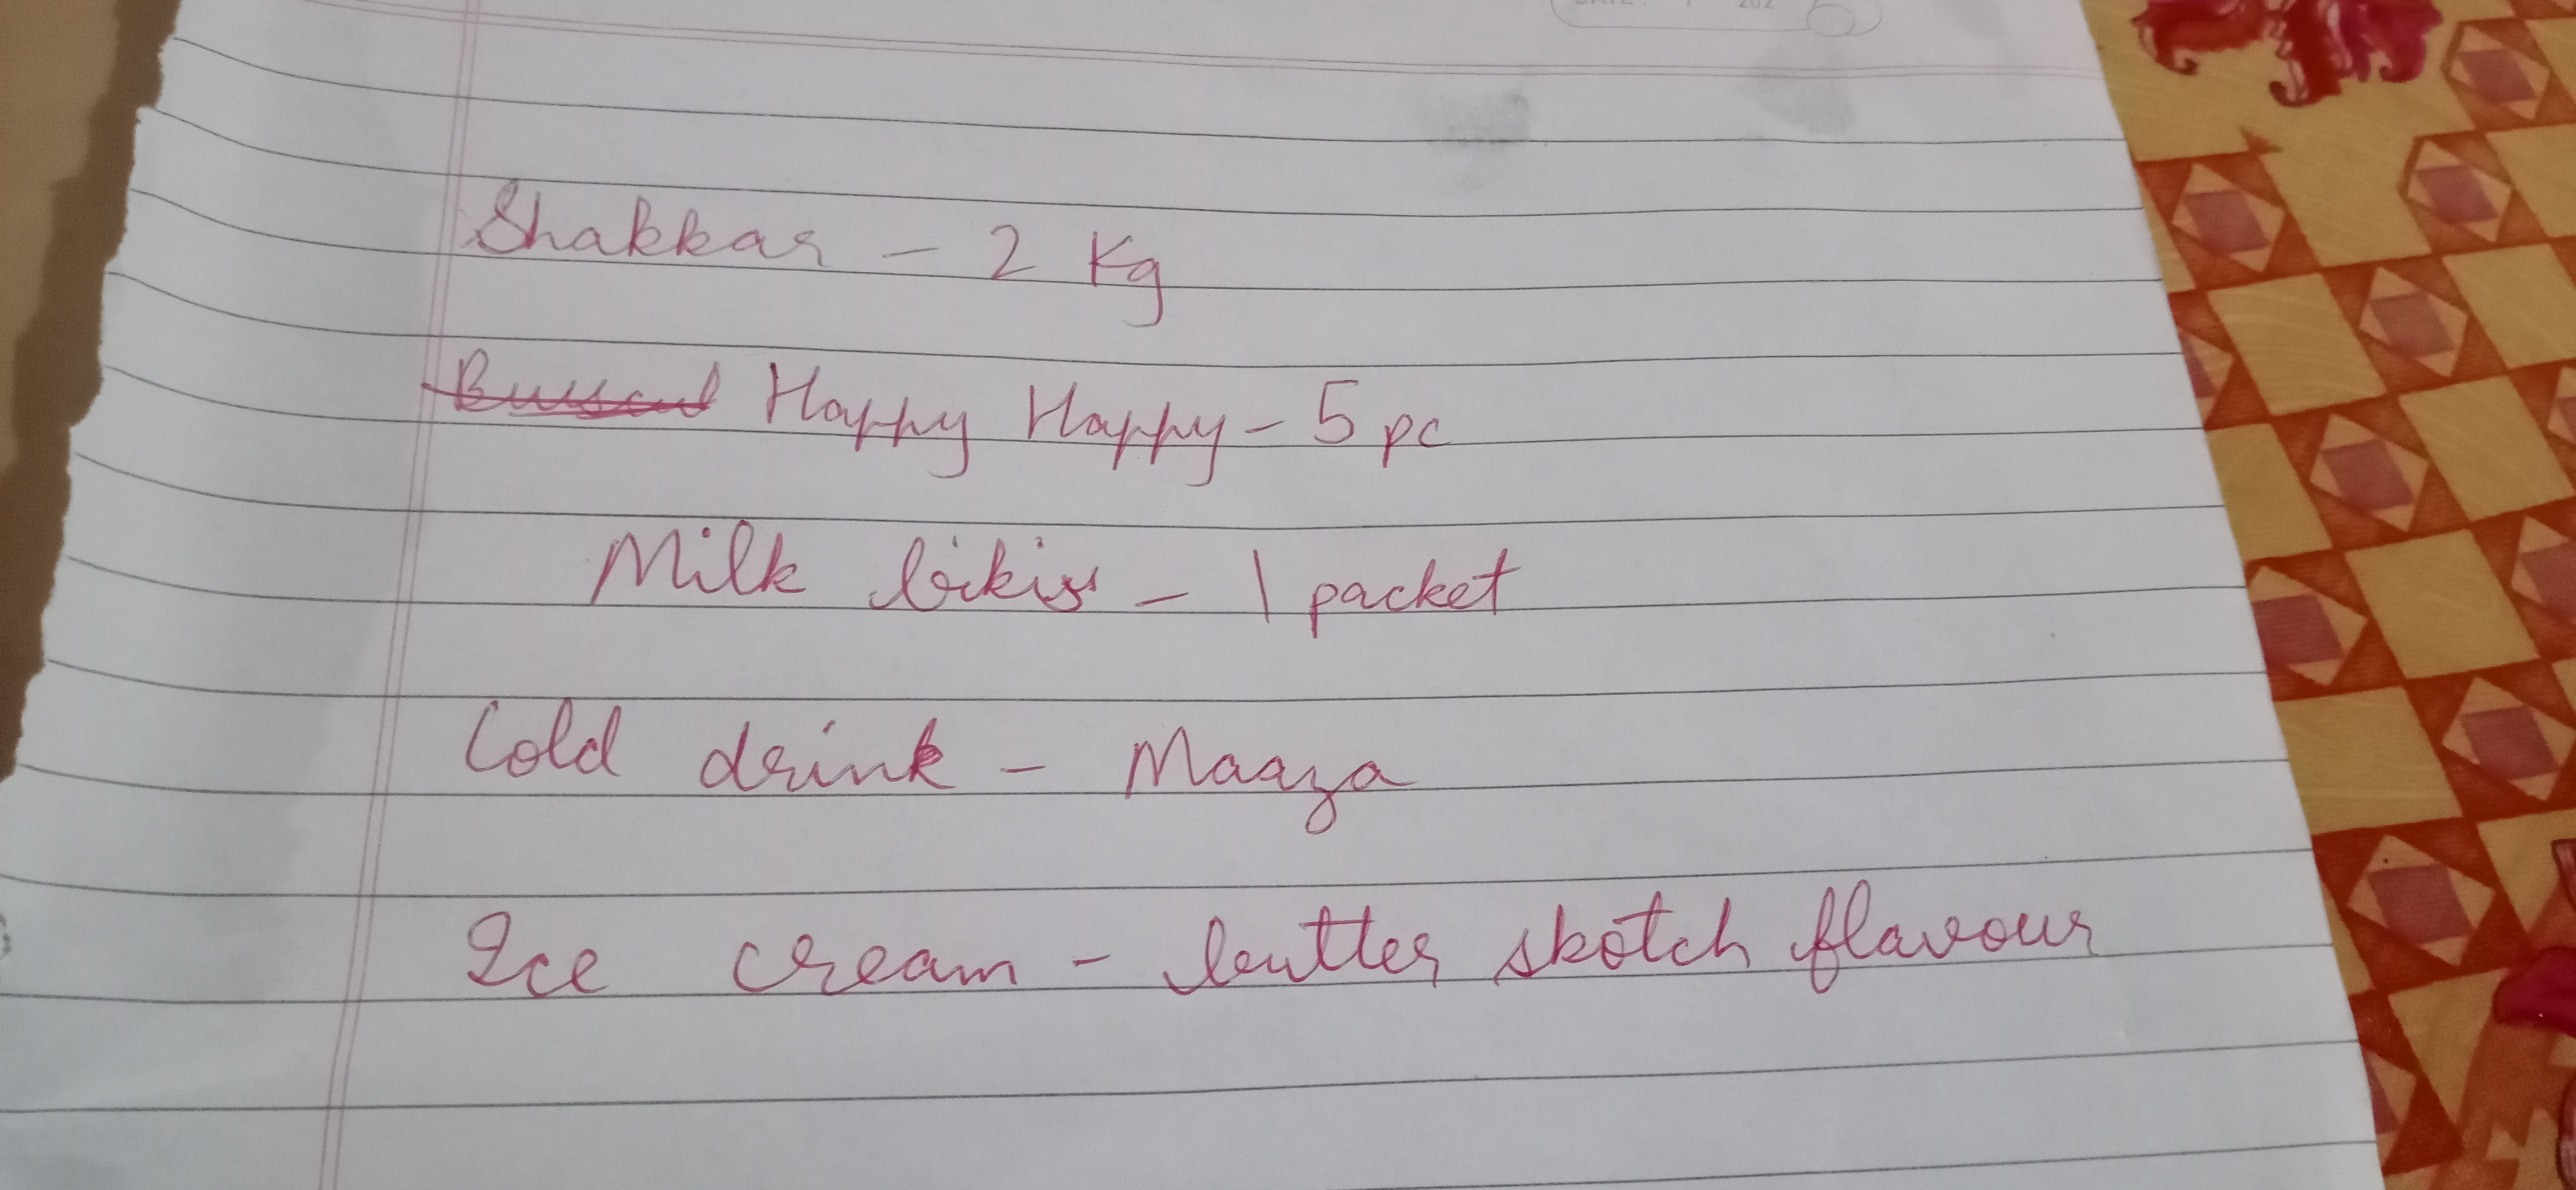 Shakkar - 2 Kg
Happy Happy - 5 pc
Milk bikis - 1 packet
Cold drink - Maaza
Ice cream - butter skotch flavour